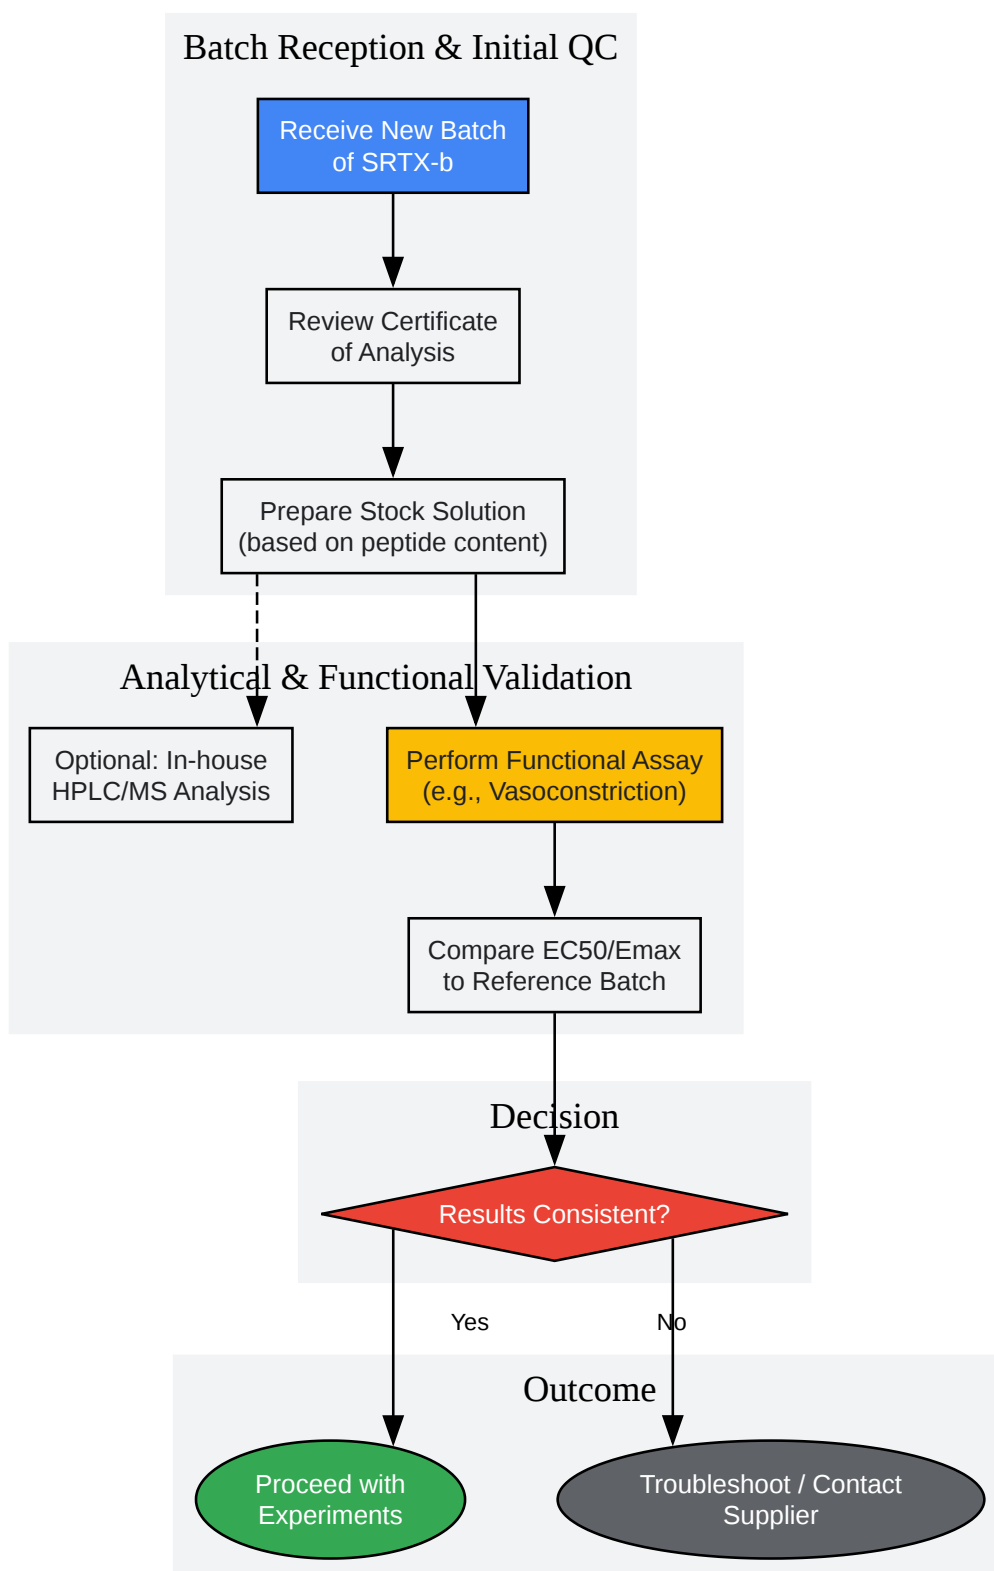 Batch Reception & Initial QC
Receive New Batch
of SRTX-b
Review Certificate
of Analysis
Prepare Stock Solution
(based on peptide content)
Analytical & Functional Validation
Optional: In-house
HPLC/MS Analysis
Perform Functional Assay
(e.g., Vasoconstriction)
Compare EC50/Emax
to Reference Batch
Decision
Results Consistent?
Yes
No
Outcome
Proceed with
Experiments
Troubleshoot / Contact
Supplier